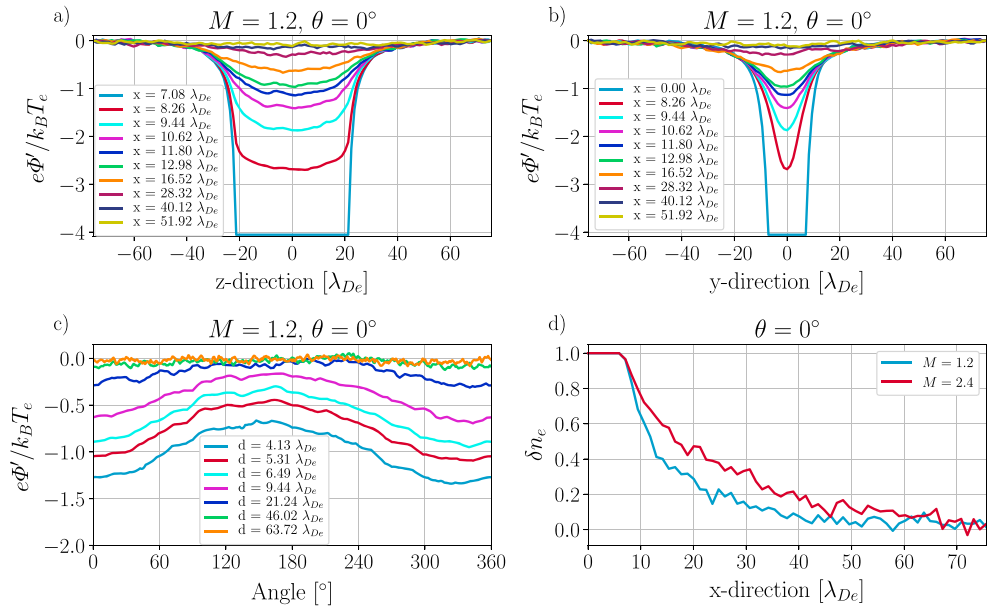 a)
M = 1.2, θ = 0°
eΦ'/k_BT_e
0
−1
−2
−3
−4
x = 7.08 λ_De
x = 8.26 λ_De
x = 9.44 λ_De
x = 10.62 λ_De
x = 11.80 λ_De
x = 12.98 λ_De
x = 16.52 λ_De
x = 28.32 λ_De
x = 40.12 λ_De
x = 51.92 λ_De
−60 −40 −20 0 20 40 60
z-direction [λ_De]
b)
M = 1.2, θ = 0°
eΦ'/k_BT_e
0
−1
−2
−3
−4
x = 0.00 λ_De
x = 8.26 λ_De
x = 9.44 λ_De
x = 10.62 λ_De
x = 11.80 λ_De
x = 12.98 λ_De
x = 16.52 λ_De
x = 28.32 λ_De
x = 40.12 λ_De
x = 51.92 λ_De
−60 −40 −20 0 20 40 60
y-direction [λ_De]
c)
M = 1.2, θ = 0°
eΦ'/k_BT_e
0.0
−0.5
−1.0
−1.5
−2.0
d = 4.13 λ_De
d = 5.31 λ_De
d = 6.49 λ_De
d = 9.44 λ_De
d = 21.24 λ_De
d = 46.02 λ_De
d = 63.72 λ_De
0 60 120 180 240 300 360
Angle [°]
d)
θ = 0°
δn_e
1.0
0.8
0.6
0.4
0.2
0.0
M = 1.2
M = 2.4
0 10 20 30 40 50 60 70
x-direction [λ_De]